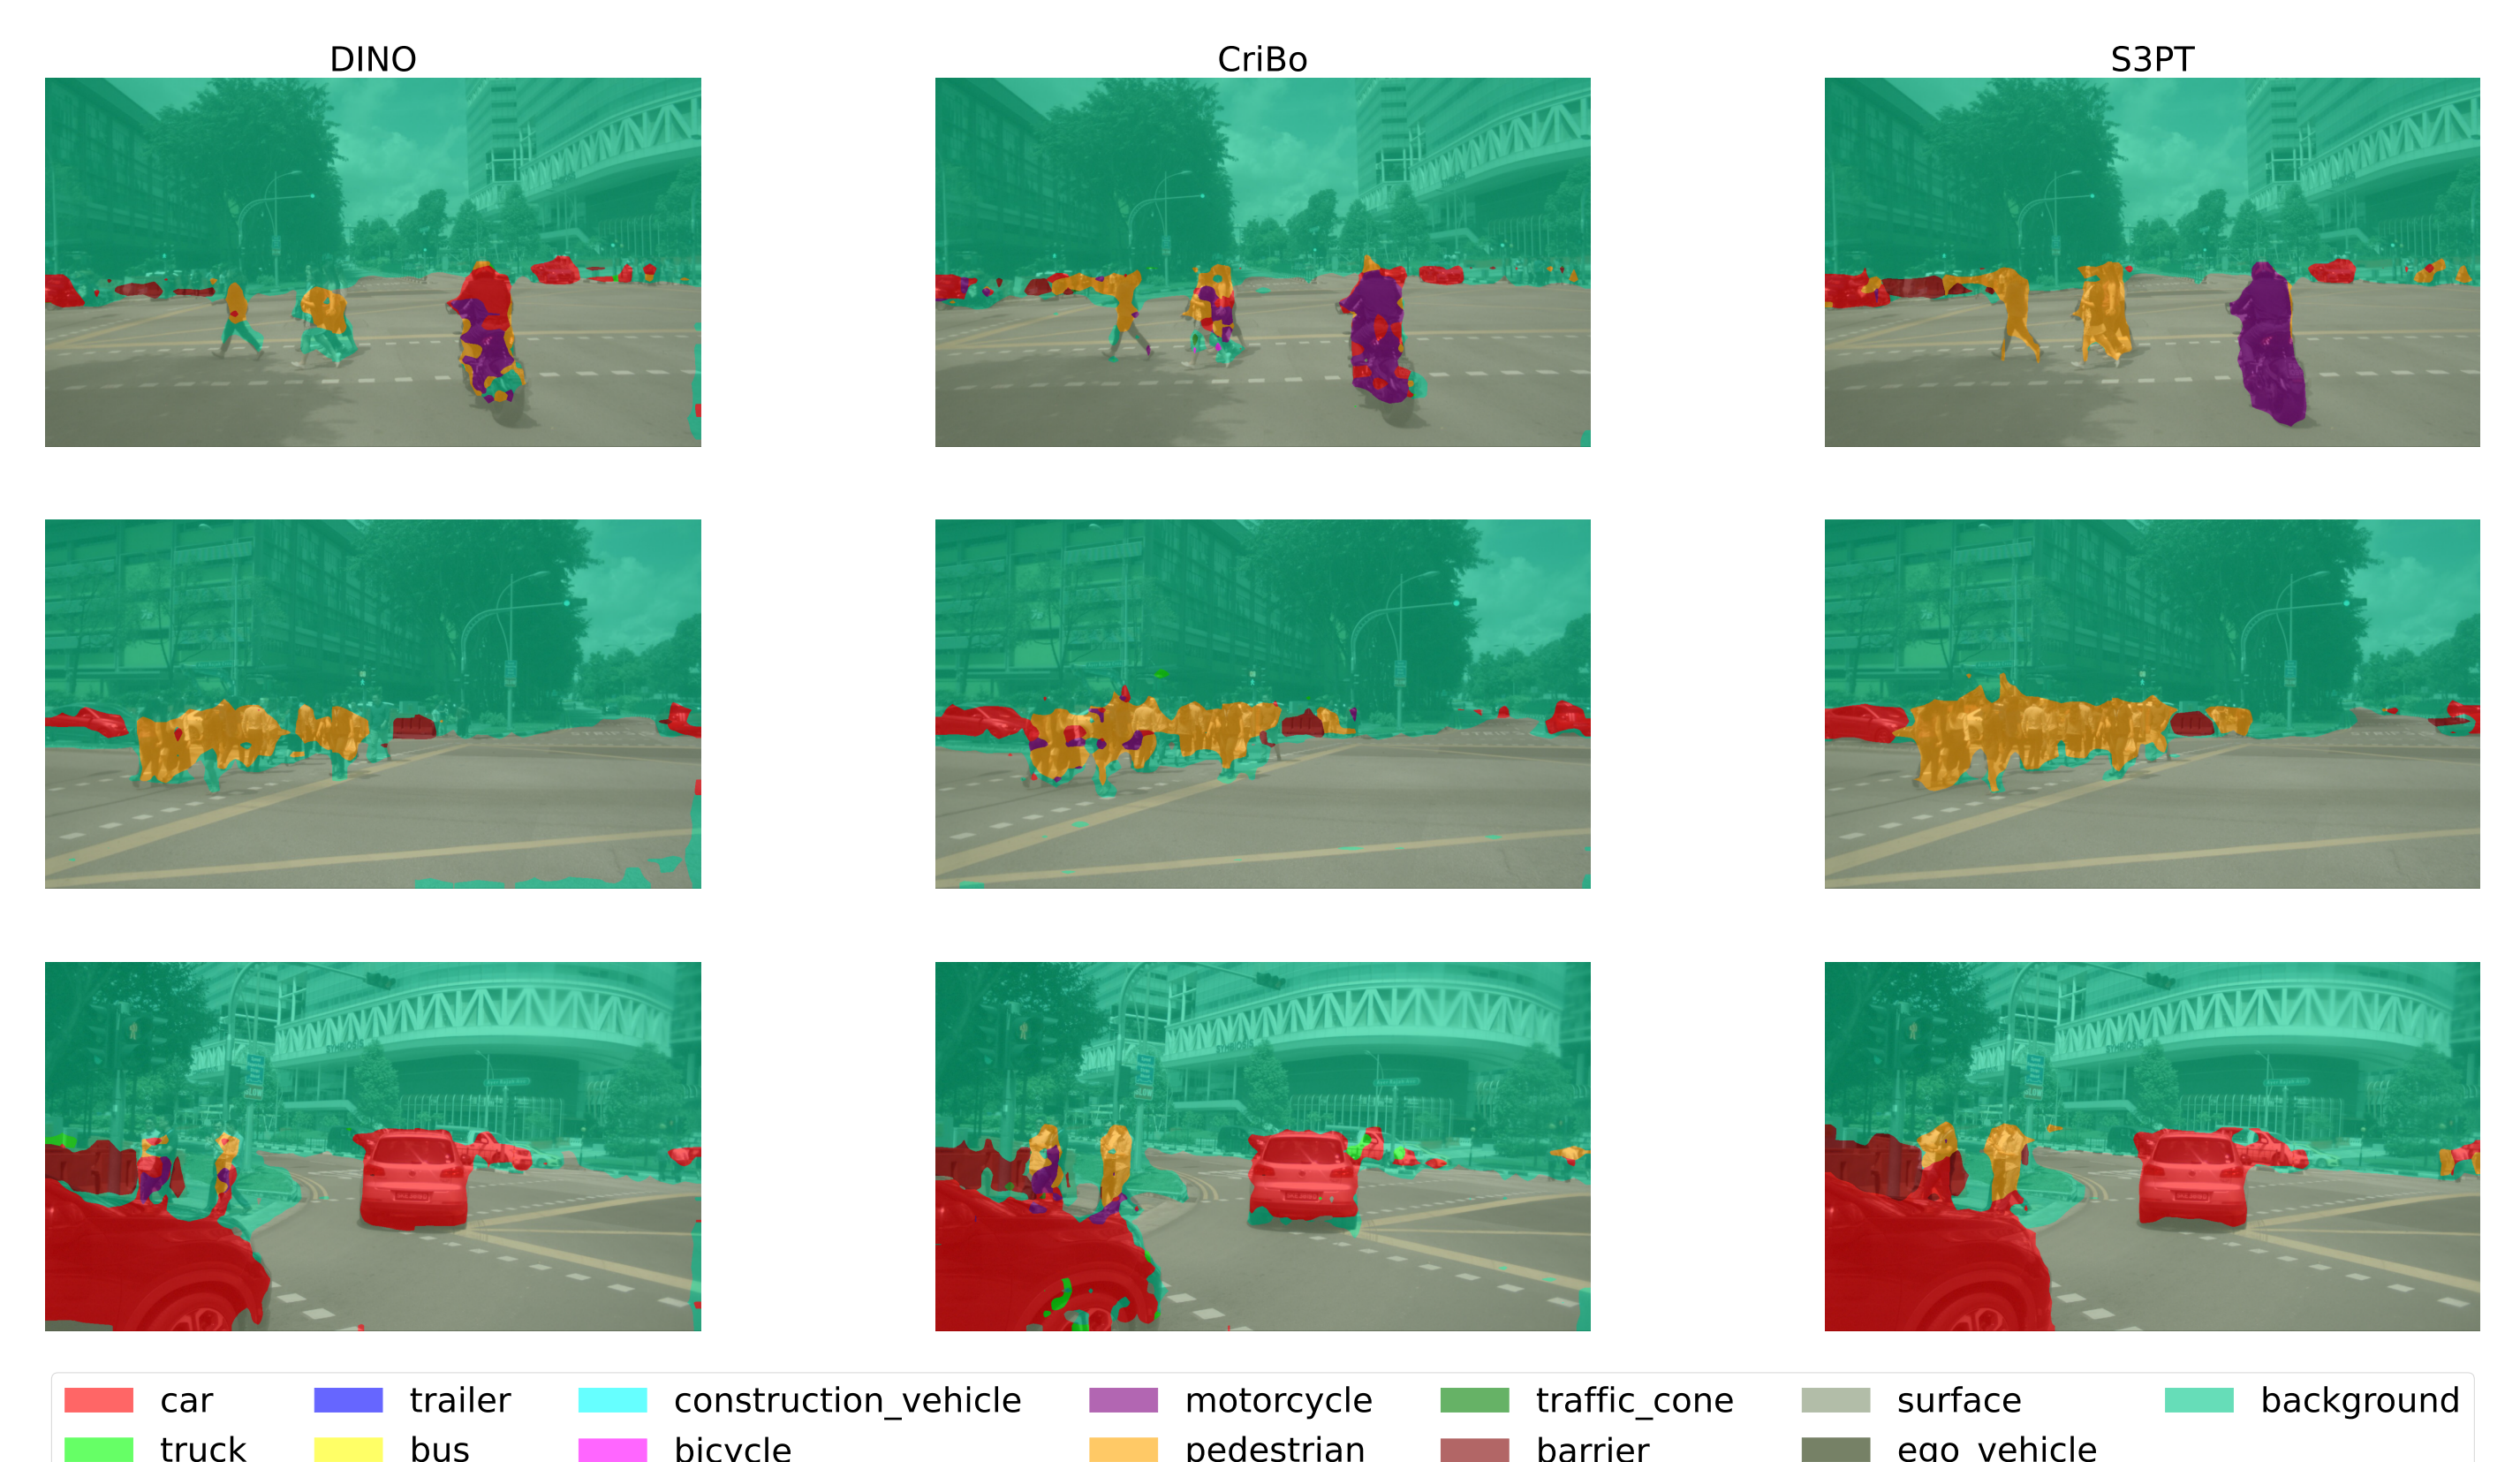 DINO CriBo S3PT
car trailer construction_vehicle motorcycle traffic_cone surface background
truck bus bicycle pedestrian barrier ego_vehicle